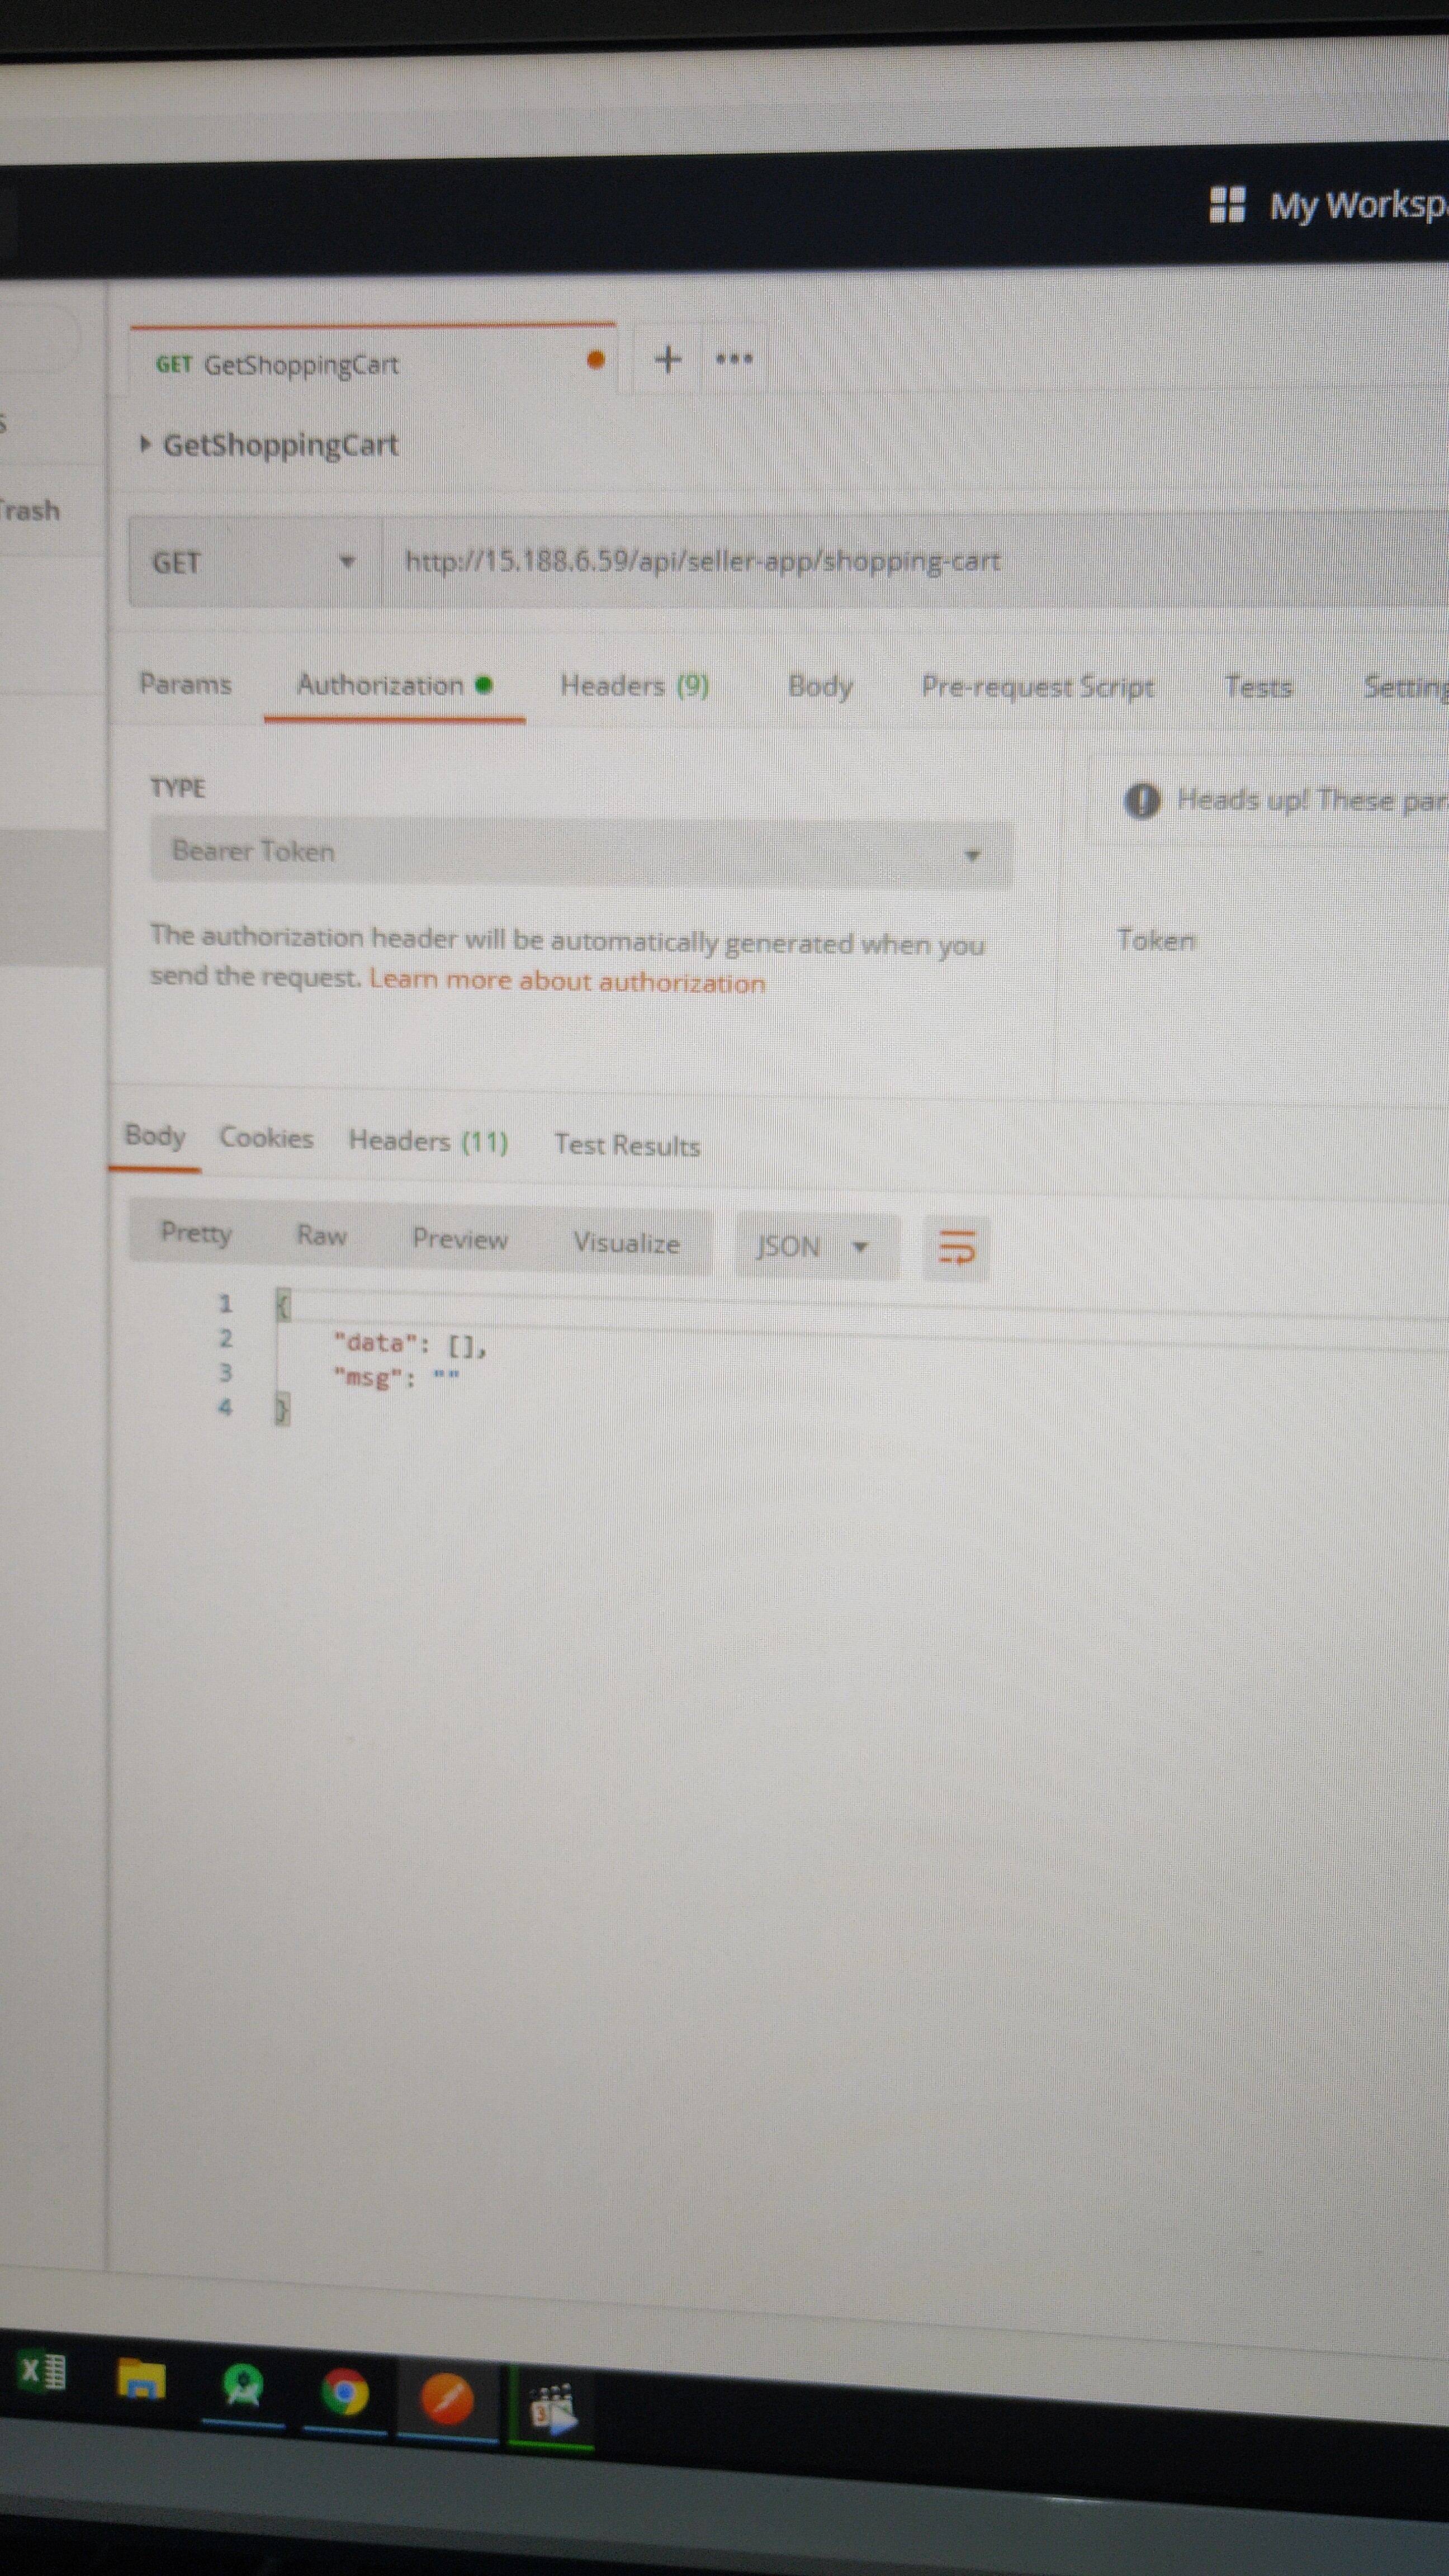 My Worksp
GET GetShoppingCart
GetShoppingCart
rash
GET http://15.188.6.59/api/seller-app/shopping-cart
Params Authorization Headers (9) Body Pre-request Script Tests Setting
TYPE
Heads up! These par
Bearer Token
The authorization header will be automatically generated when you
send the request. Learn more about authorization
Token
Body Cookies Headers (11) Test Results
Pretty Raw Preview Visualize JSON
1 {
2 "data": [],
3 "msg": ""
4 }